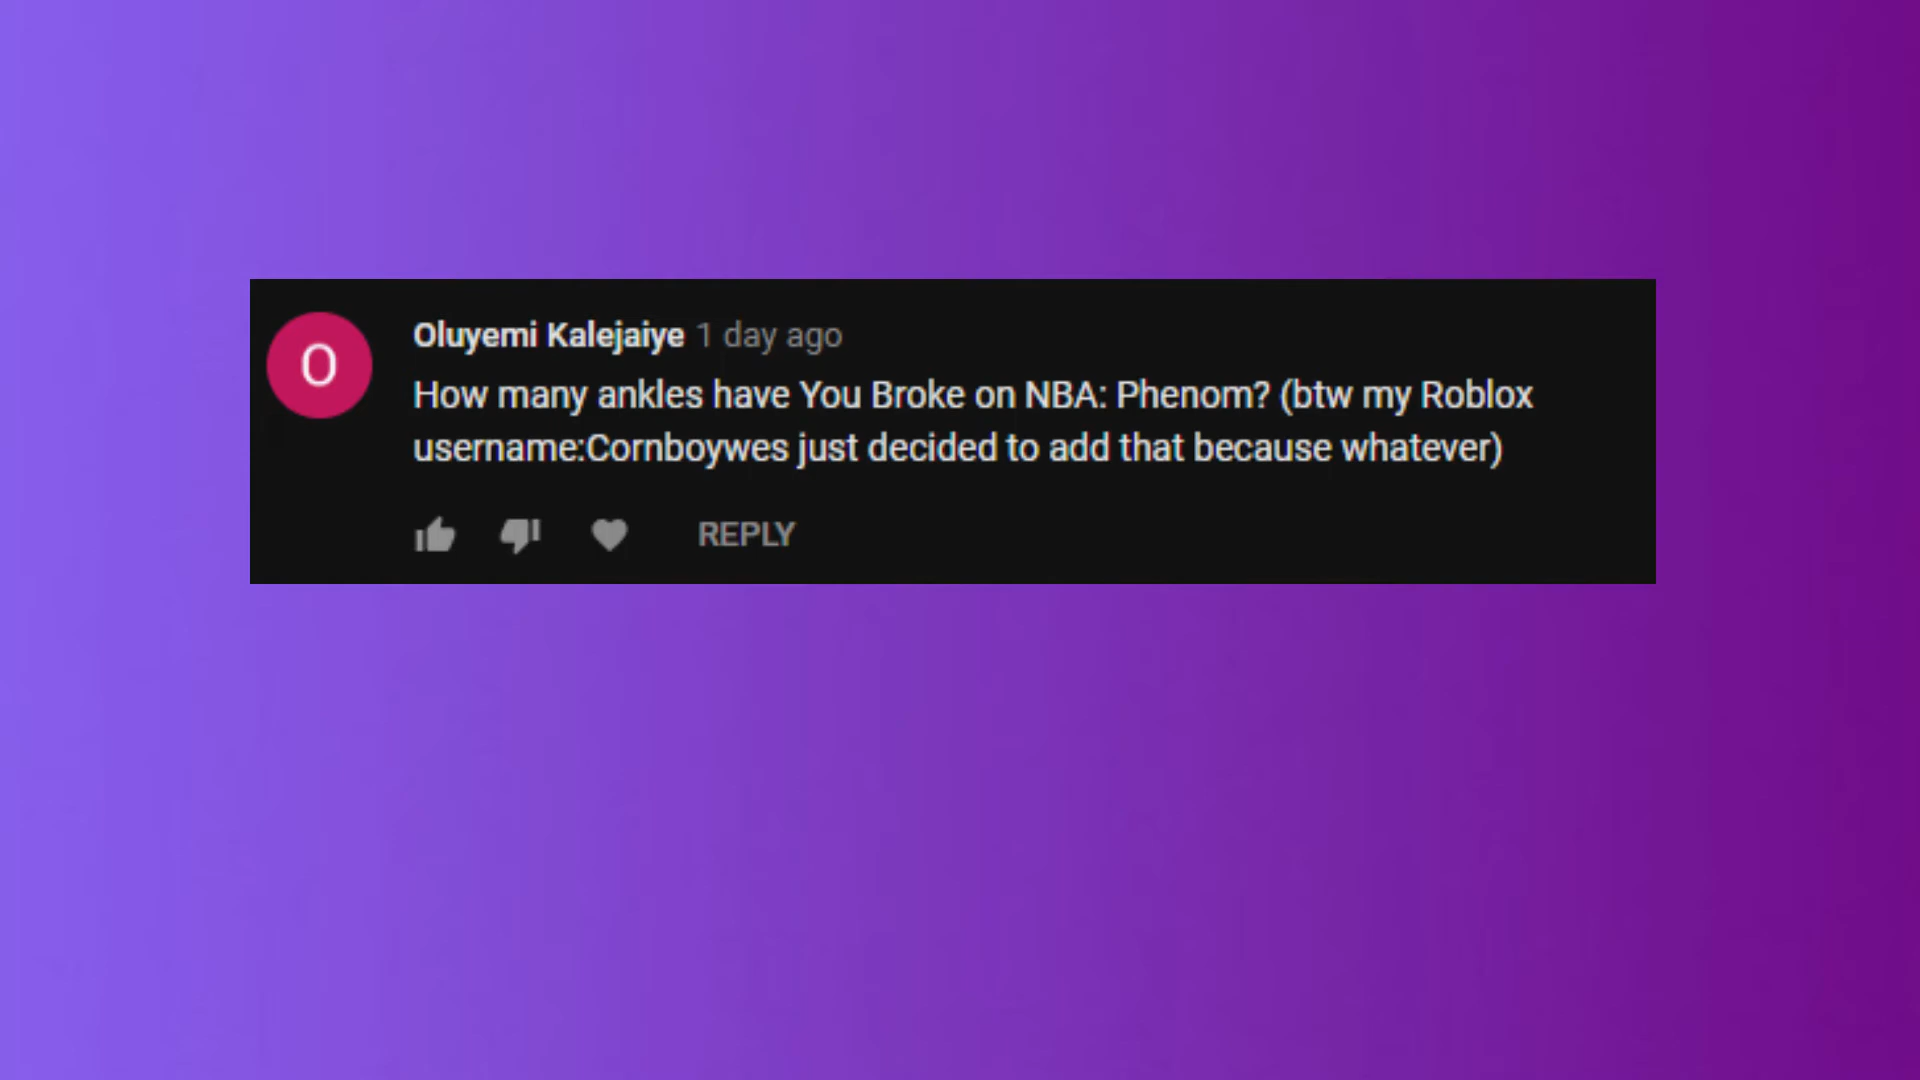 O
Oluyemi Kalejaiye 1 day ago
How many ankles have You Broke on NBA: Phenom? (btw my Roblox
username:Cornboywes just decided to add that because whatever)
REPLY